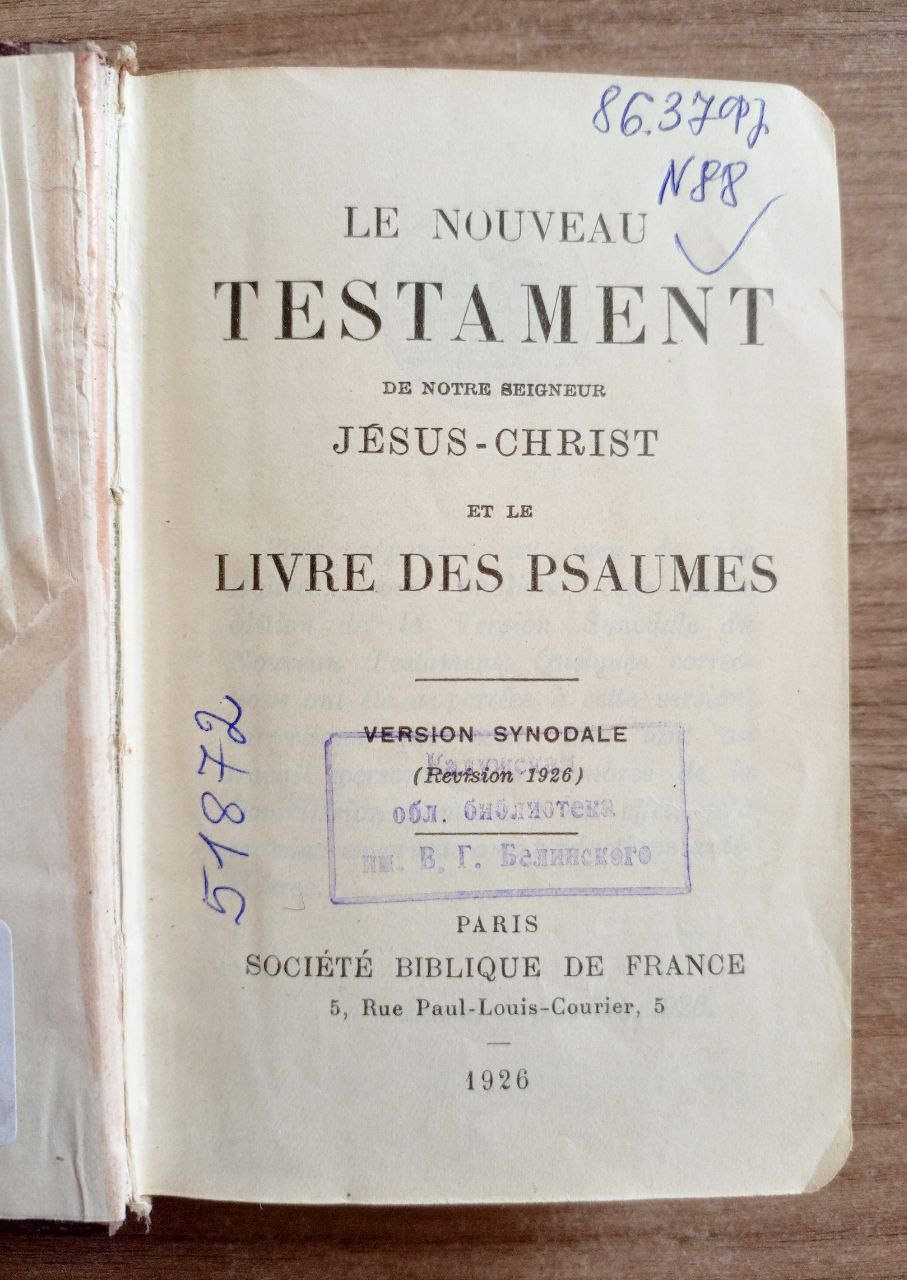 86.37Фр
N88
LE NOUVEAU
TESTAMENT
DE NOTRE SEIGNEUR
JÉSUS-CHRIST
ET LE
LIVRE DES PSAUMES
51872
VERSION SYNODALE
(Revision 1926)
Калужская
обл. библиотека
им. В. Г. Белинского
PARIS
SOCIÉTÉ BIBLIQUE DE FRANCE
5, Rue Paul-Louis-Courier, 5
1926